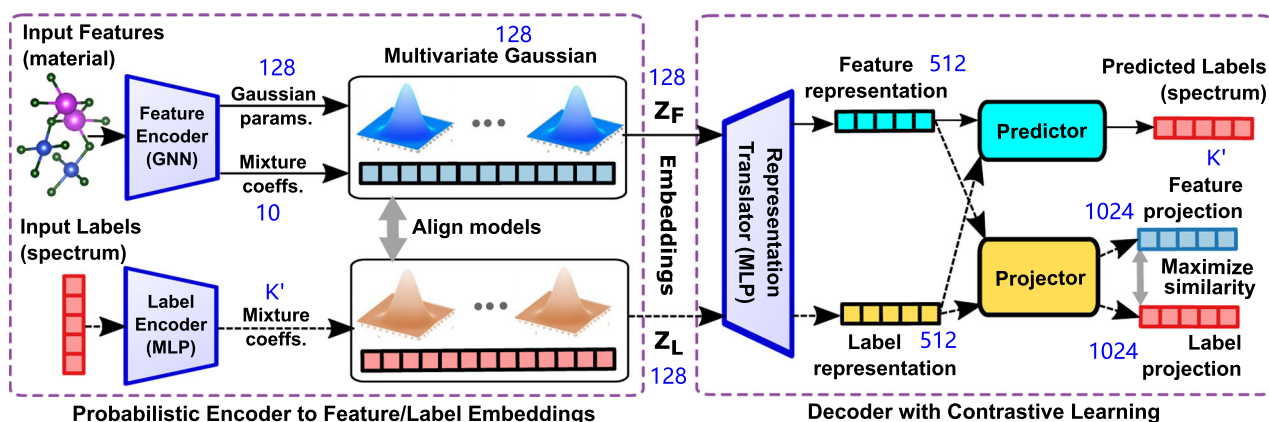 Input Features
(material)
Feature
Encoder
(GNN)
128
Gaussian
params.
Mixture
coeffs.
10
128
Multivariate Gaussian
Align models
Input Labels
(spectrum)
Label
Encoder
(MLP)
K'
Mixture
coeffs.
128
ZF
Embeddings
ZL
128
Probabilistic Encoder to Feature/Label Embeddings
Representation
Translator (MLP)
Feature 512
representation
Label 512
representation
Predictor
Projector
Predicted Labels
(spectrum)
K'
Feature
1024 projection
Maximize
similarity
1024 Label
projection
Decoder with Contrastive Learning